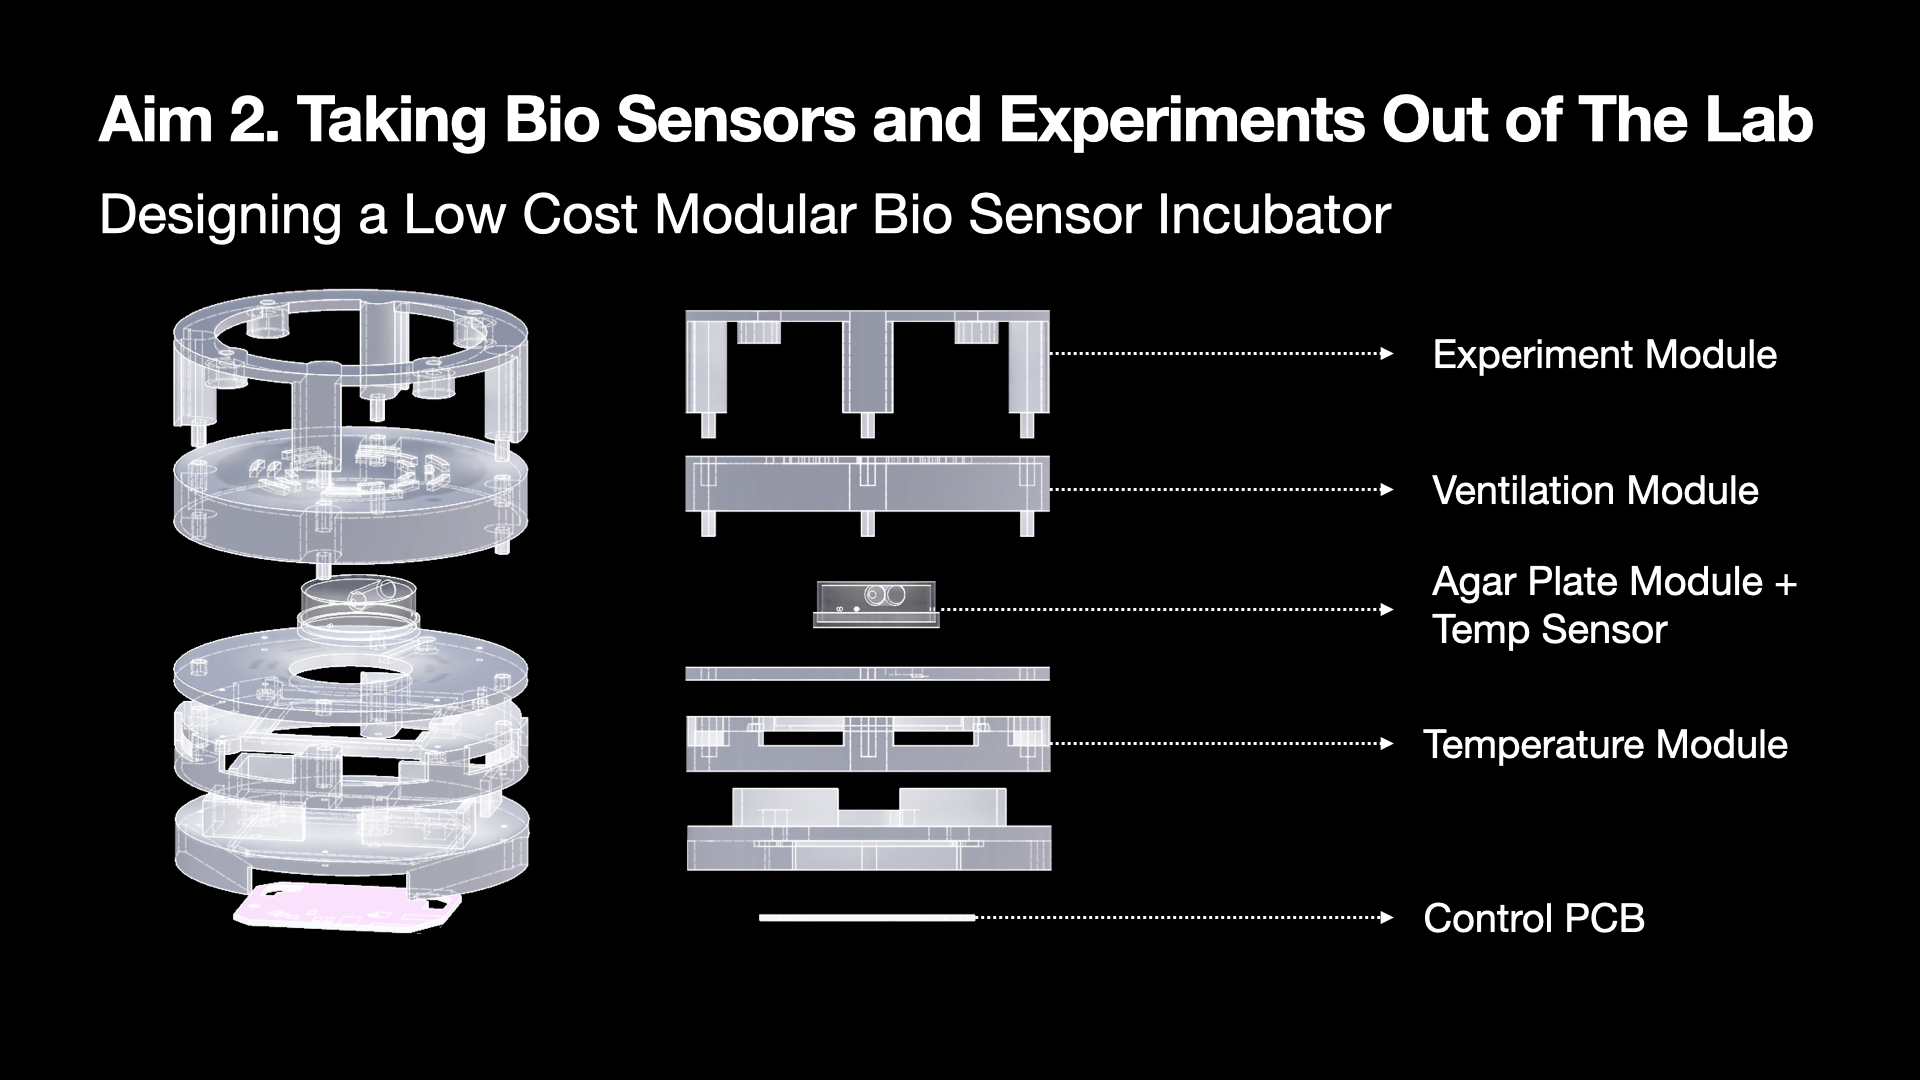 Aim 2. Taking Bio Sensors and Experiments Out of The Lab
Designing a Low Cost Modular Bio Sensor Incubator
Experiment Module
Ventilation Module
Agar Plate Module +
Temp Sensor
Temperature Module
Control PCB